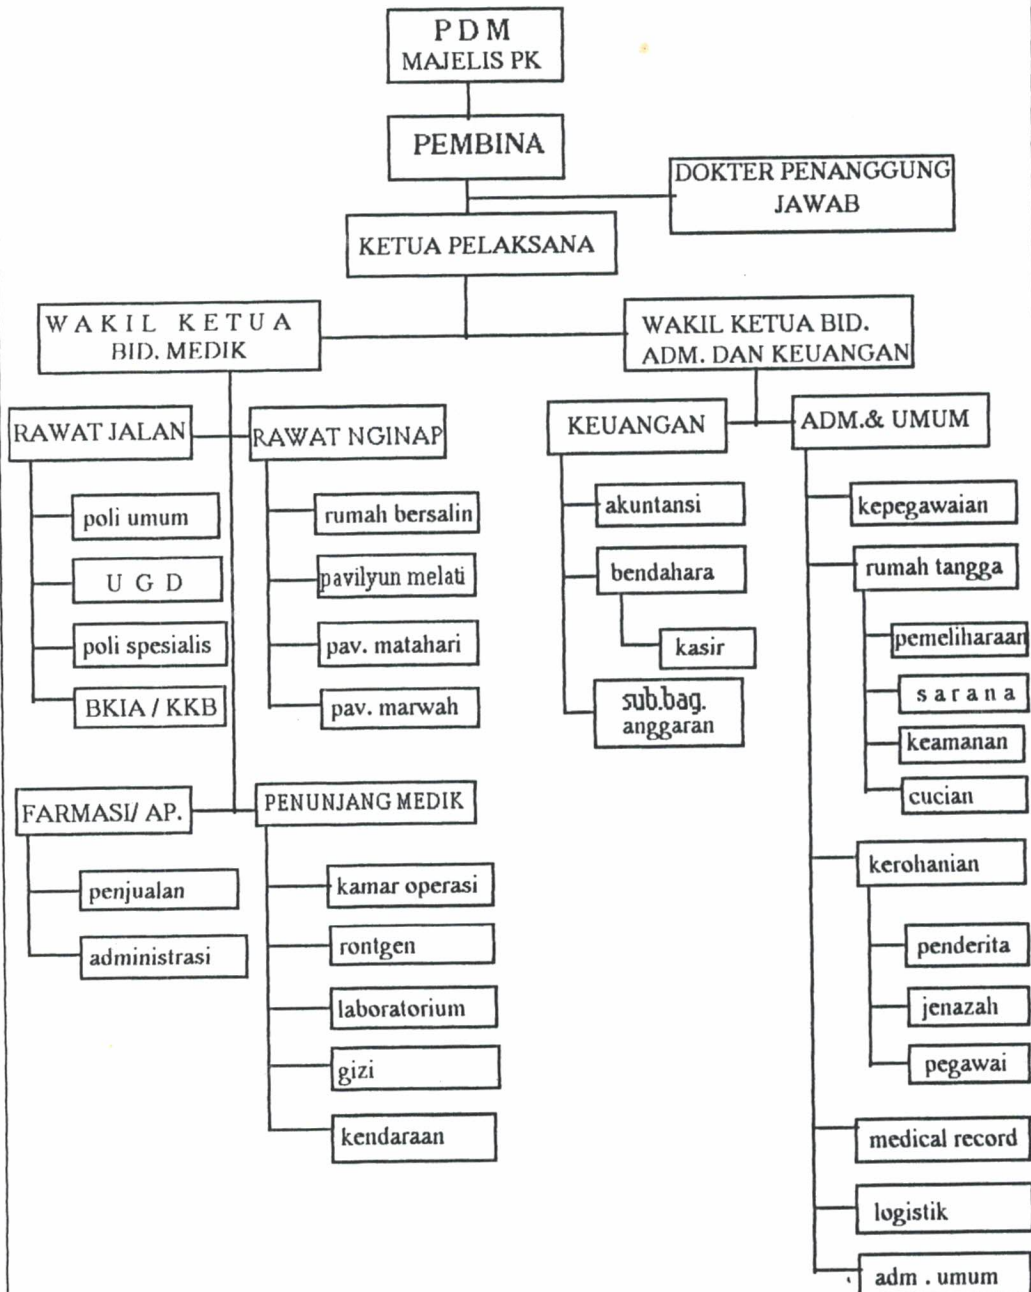 P D M
MAJELIS PK
PEMBINA
DOKTER PENANGGUNG
JAWAB
KETUA PELAKSANA
WAKIL KETUA
BID. MEDIK
WAKIL KETUA BID.
ADM. DAN KEUANGAN
RAWAT JALAN
RAWAT NGINAP
KEUANGAN
ADM.& UMUM
poli umum
U G D
poli spesialis
BKIA / KKB
rumah bersalin
pavilyun melati
pav. matahari
pav. marwah
akuntansi
bendahara
kasir
sub.bag.
anggaran
kepegawaian
rumah tangga
pemeliharaan
s a r a n a
keamanan
cucian
FARMASI/ AP.
PENUNJANG MEDIK
penjualan
administrasi
kamar operasi
rontgen
laboratorium
gizi
kendaraan
kerohanian
penderita
jenazah
pegawai
medical record
logistik
adm . umum